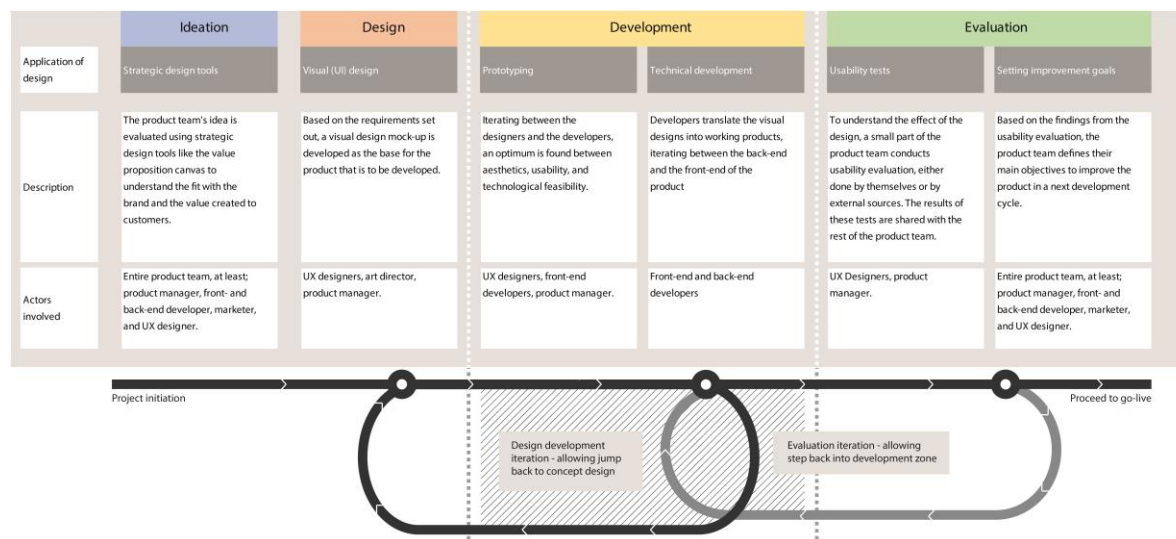 Ideation
Design
Development
Evaluation
Application of
design
Strategic design tools
Visual (UI) design
Prototyping
Technical development
Usability tests
Setting improvement goals
Description
The product team's idea is
evaluated using strategic
design tools like the value
proposition canvas to
understand the fit with the
brand and the value created to
customers.
Based on the requirements set
out, a visual design mock-up is
developed as the base for the
product that is to be developed.
Iterating between the
designers and the developers,
an optimum is found between
aesthetics, usability, and
technological feasibility.
Developers translate the visual
designs into working products,
iterating between the back-end
and the front-end of the
product
To understand the effect of the
design, a small part of the
product team conducts
usability evaluation, either
done by themselves or by
external sources. The results of
these tests are shared with the
rest of the product team.
Based on the findings from the
usability evaluation, the
product team defines their
main objectives to improve the
product in a next development
cycle.
Actors
involved
Entire product team, at least;
product manager, front- and
back-end developer, marketer,
and UX designer.
UX designers, art director,
product manager.
UX designers, front-end
developers, product manager.
Front-end and back-end
developers
UX Designers, product
manager.
Entire product team, at least;
product manager, front- and
back-end developer, marketer,
and UX designer.
Project initiation
Proceed to go-live
Design development
iteration - allowing jump
back to concept design
Evaluation iteration - allowing
step back into development zone